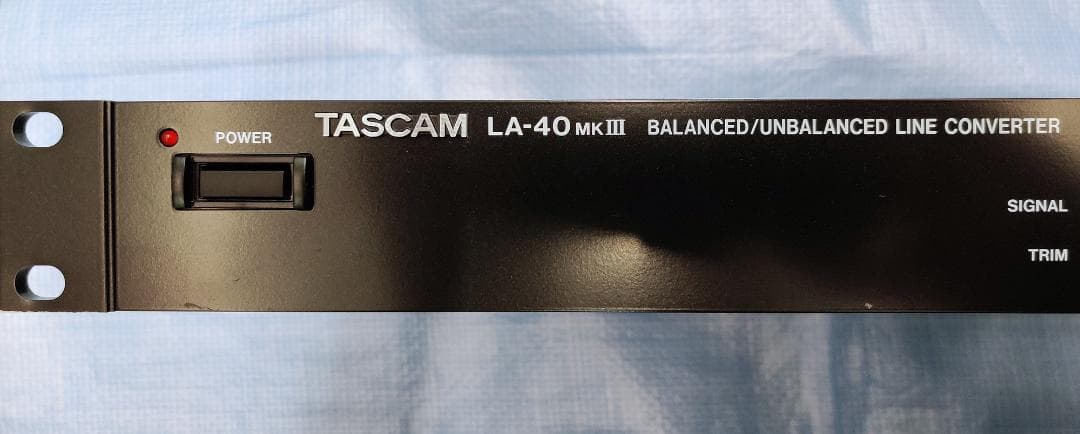 POWER
TASCAM LA-40 MKIII BALANCED/UNBALANCED LINE CONVERTER
SIGNAL
TRIM